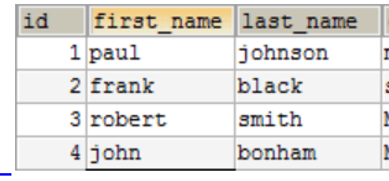 id first_name last_name
1 paul johnson
2 frank black
3 robert smith
4 john bonham